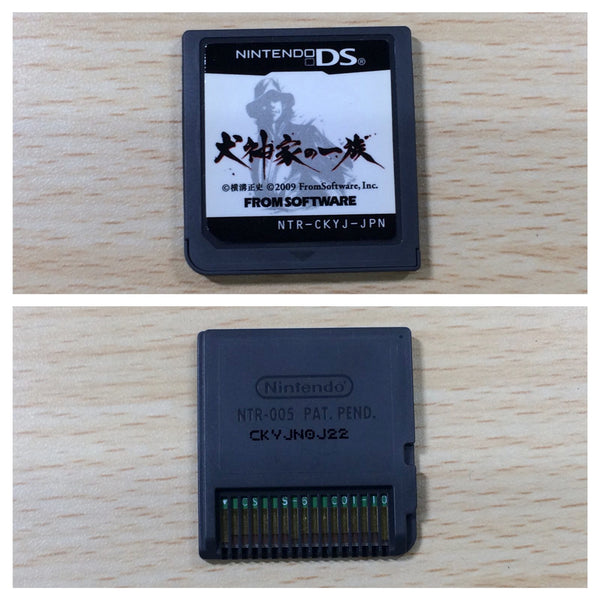 NINTENDO DS®
犬神家の一族
©横溝正史 ©2009 FromSoftware, Inc.
FROM SOFTWARE
NTR-CKYJ-JPN
Nintendo
NTR-005 PAT. PEND.
CKYJN0J22